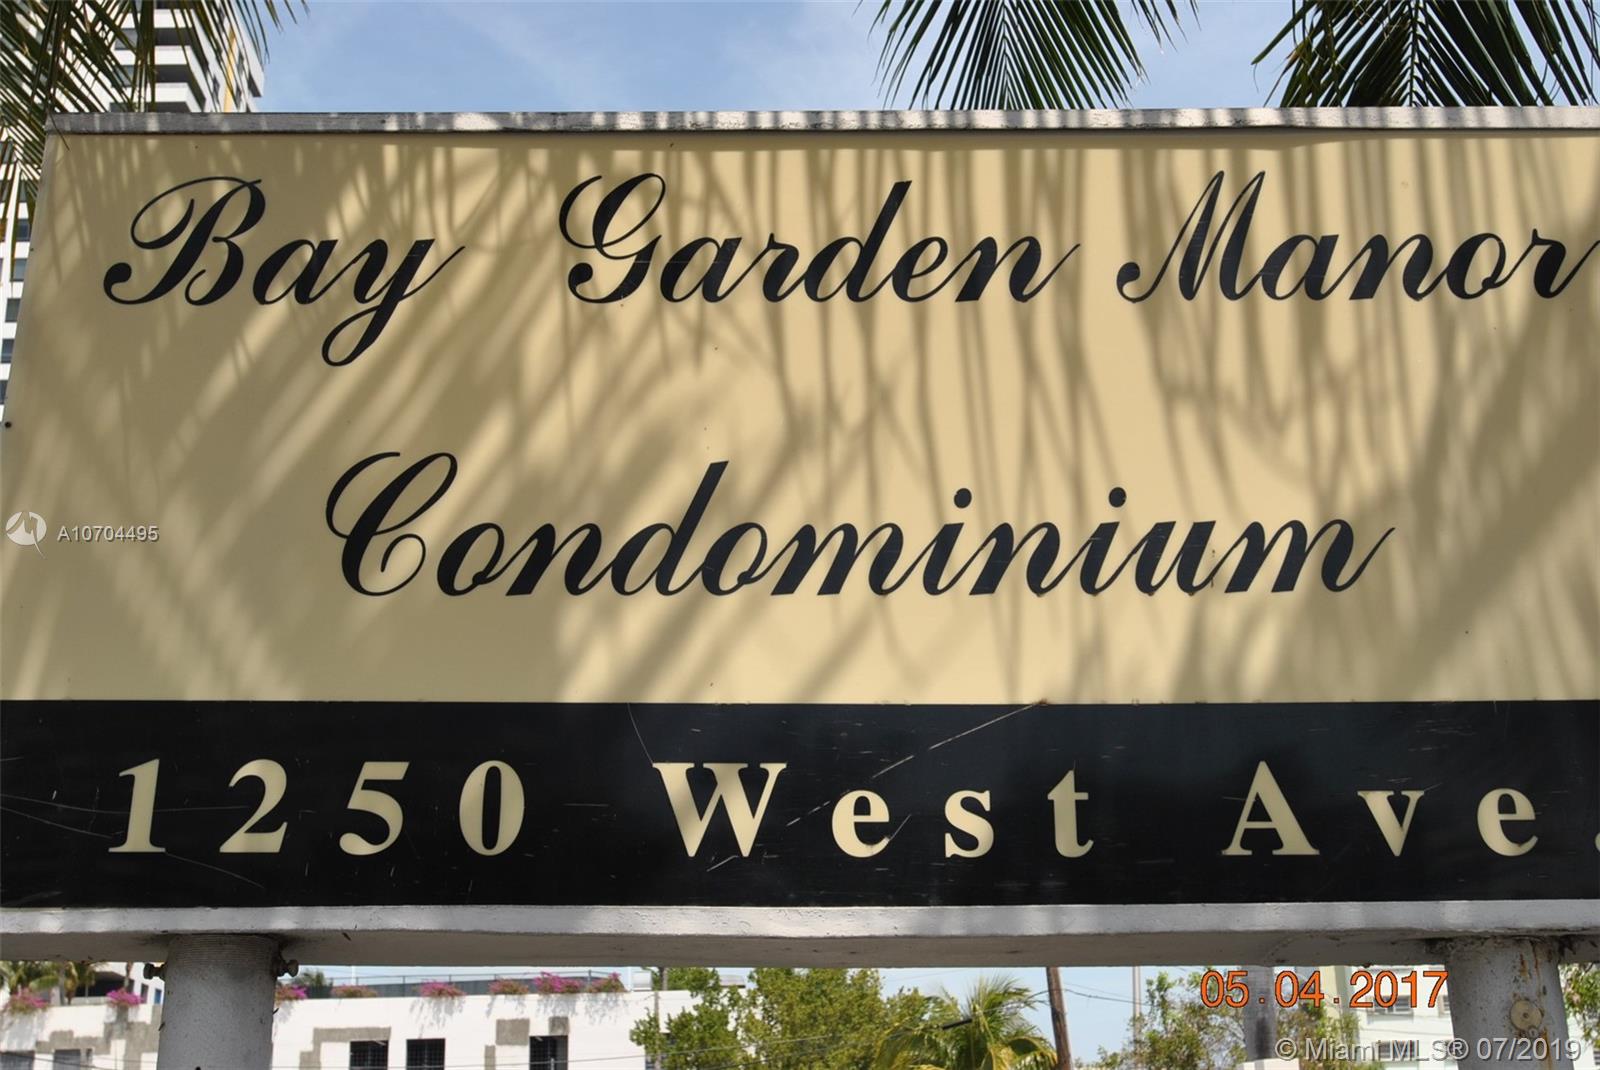 Bay Garden Manor
Condominium
1250 West Ave.
A10704495
05.04.2017
© Miami MLS® 07/2019